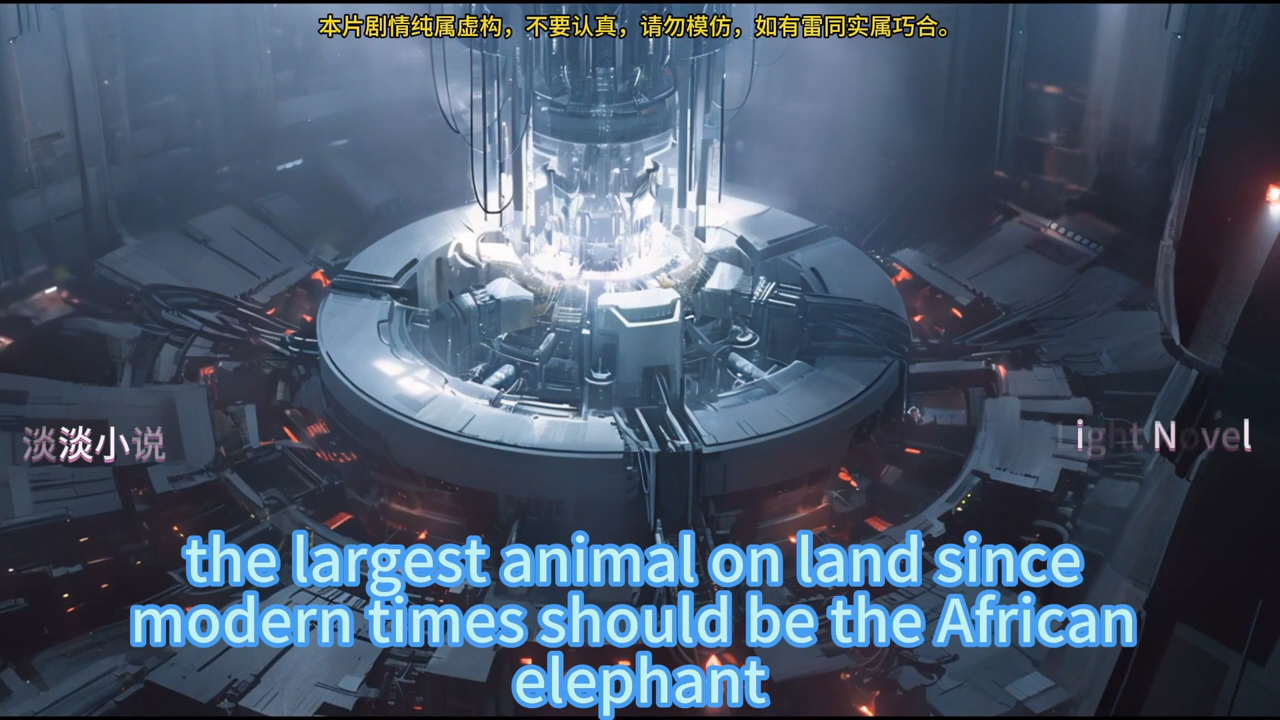 本片剧情纯属虚构，不要认真，请勿模仿，如有雷同实属巧合。
淡淡小说
Light Novel
the largest animal on land since
modern times should be the African
elephant